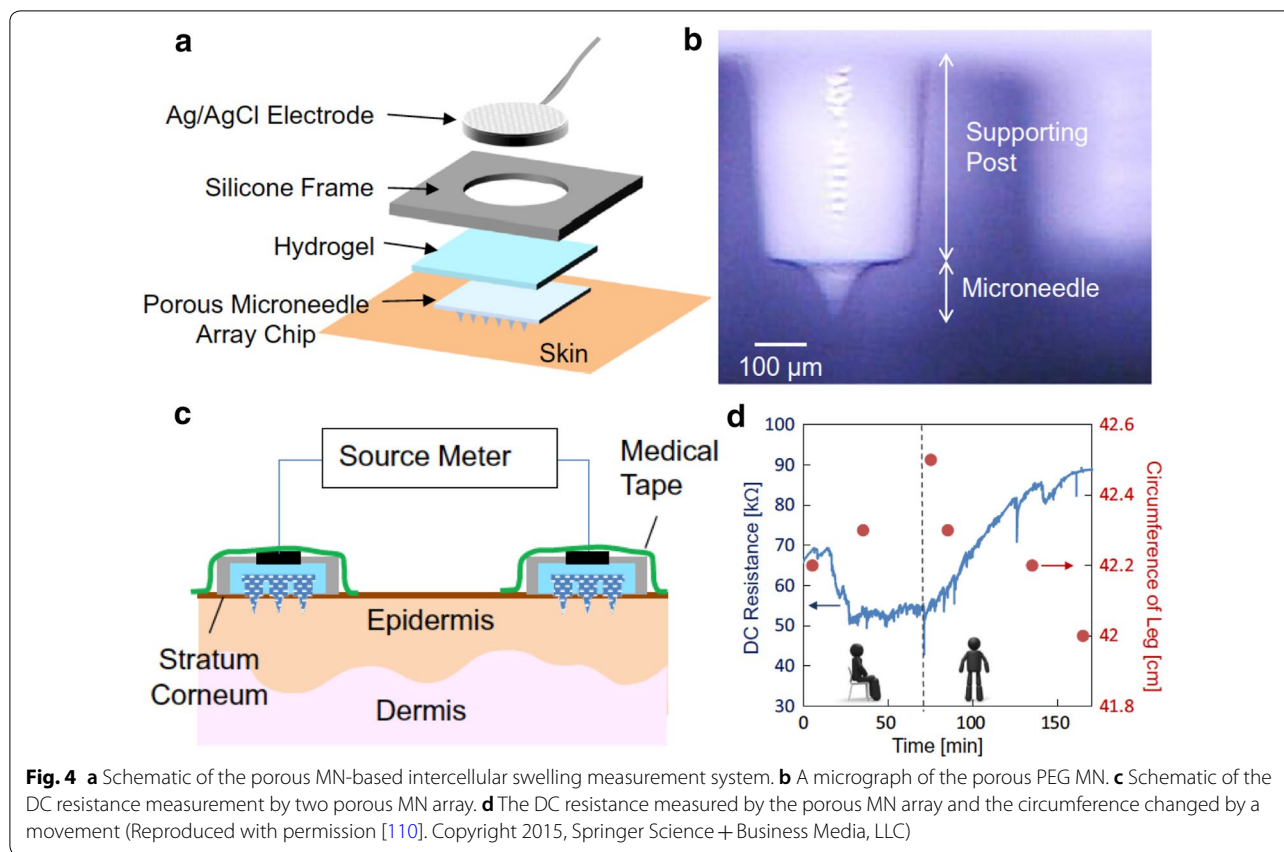 a
Ag/AgCl Electrode
Silicone Frame
Hydrogel
Porous Microneedle
Array Chip
Skin
b
Supporting
Post
Microneedle
100 μm
c
Source Meter
Medical
Tape
Epidermis
Stratum
Corneum
Dermis
d
DC Resistance [kΩ]
100
90
80
70
60
50
40
30
0
50
100
150
Time [min]
42.6
42.4
42.2
42
41.8
Circumference of Leg [cm]
Fig. 4 a Schematic of the porous MN-based intercellular swelling measurement system. b A micrograph of the porous PEG MN. c Schematic of the
DC resistance measurement by two porous MN array. d The DC resistance measured by the porous MN array and the circumference changed by a
movement (Reproduced with permission [110]. Copyright 2015, Springer Science + Business Media, LLC)